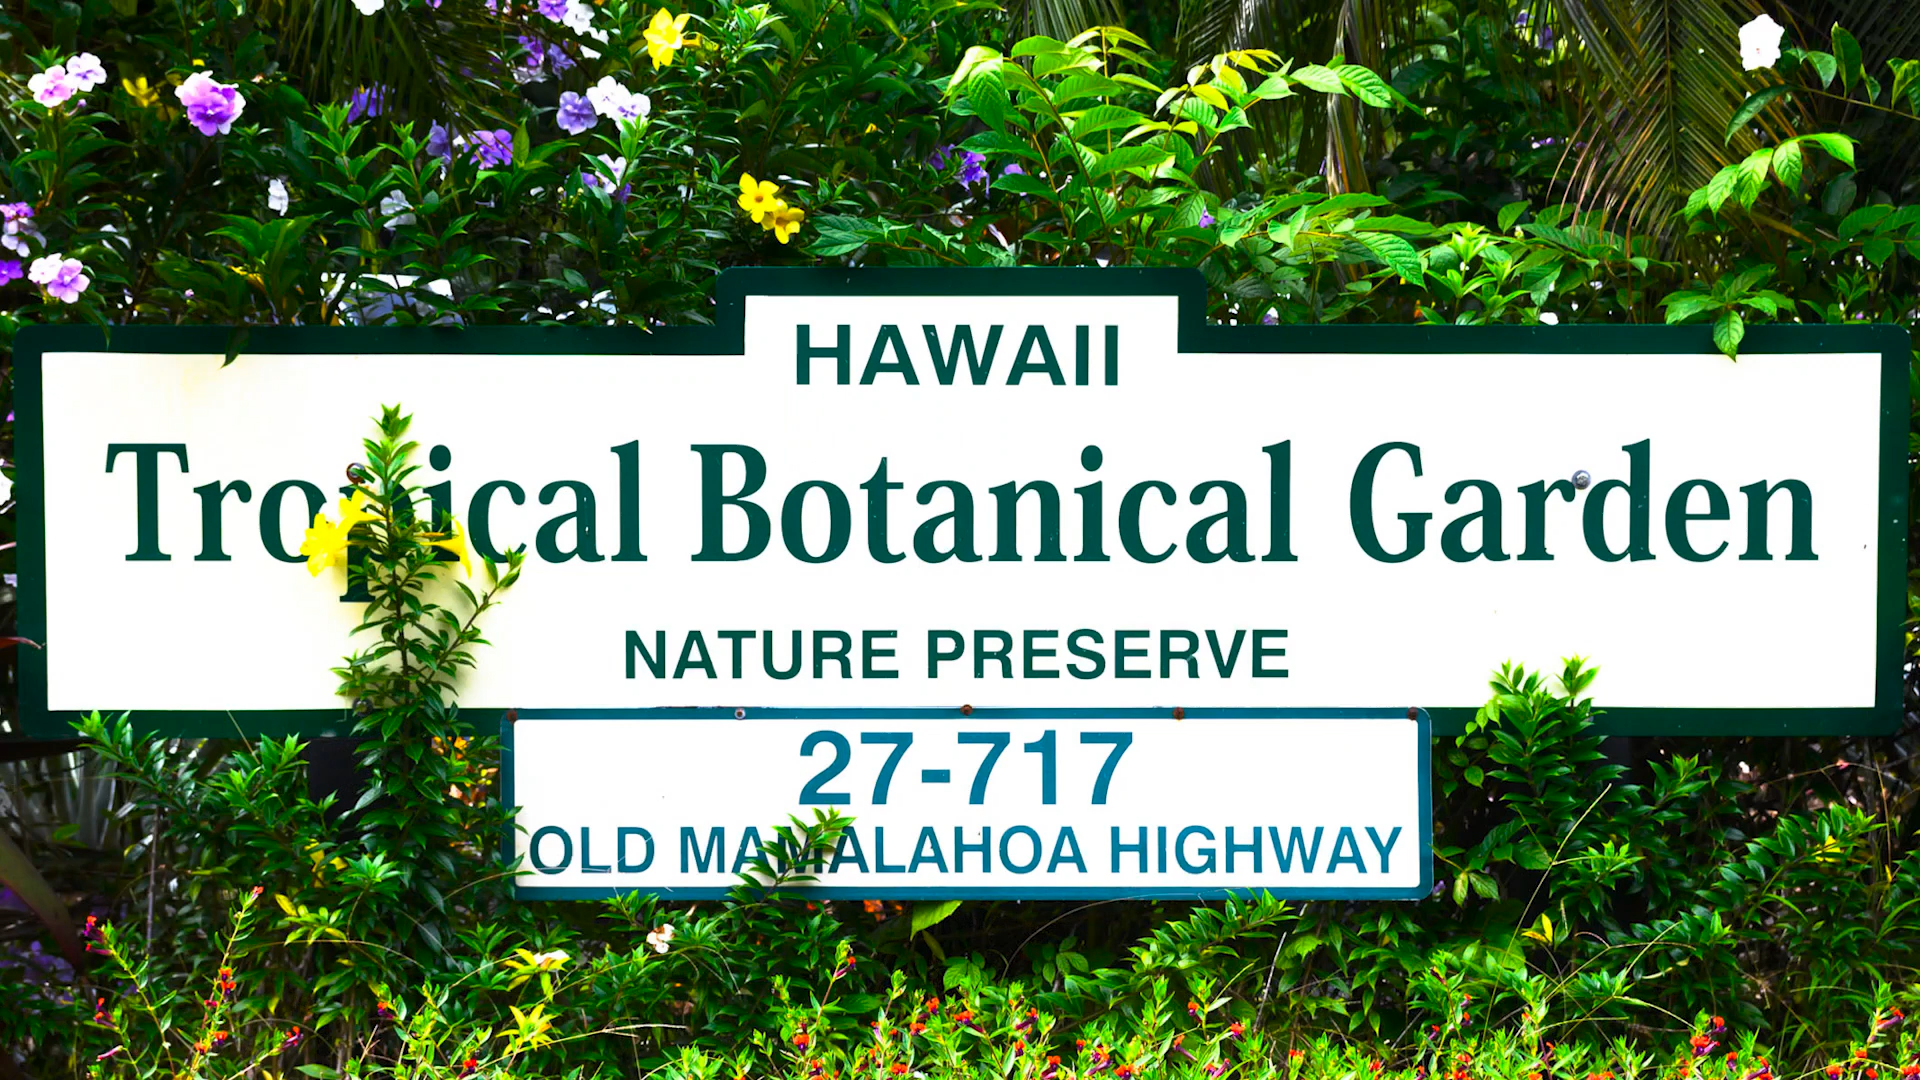 HAWAII
Tropical Botanical Garden
NATURE PRESERVE
27-717
OLD MAMALAHOA HIGHWAY